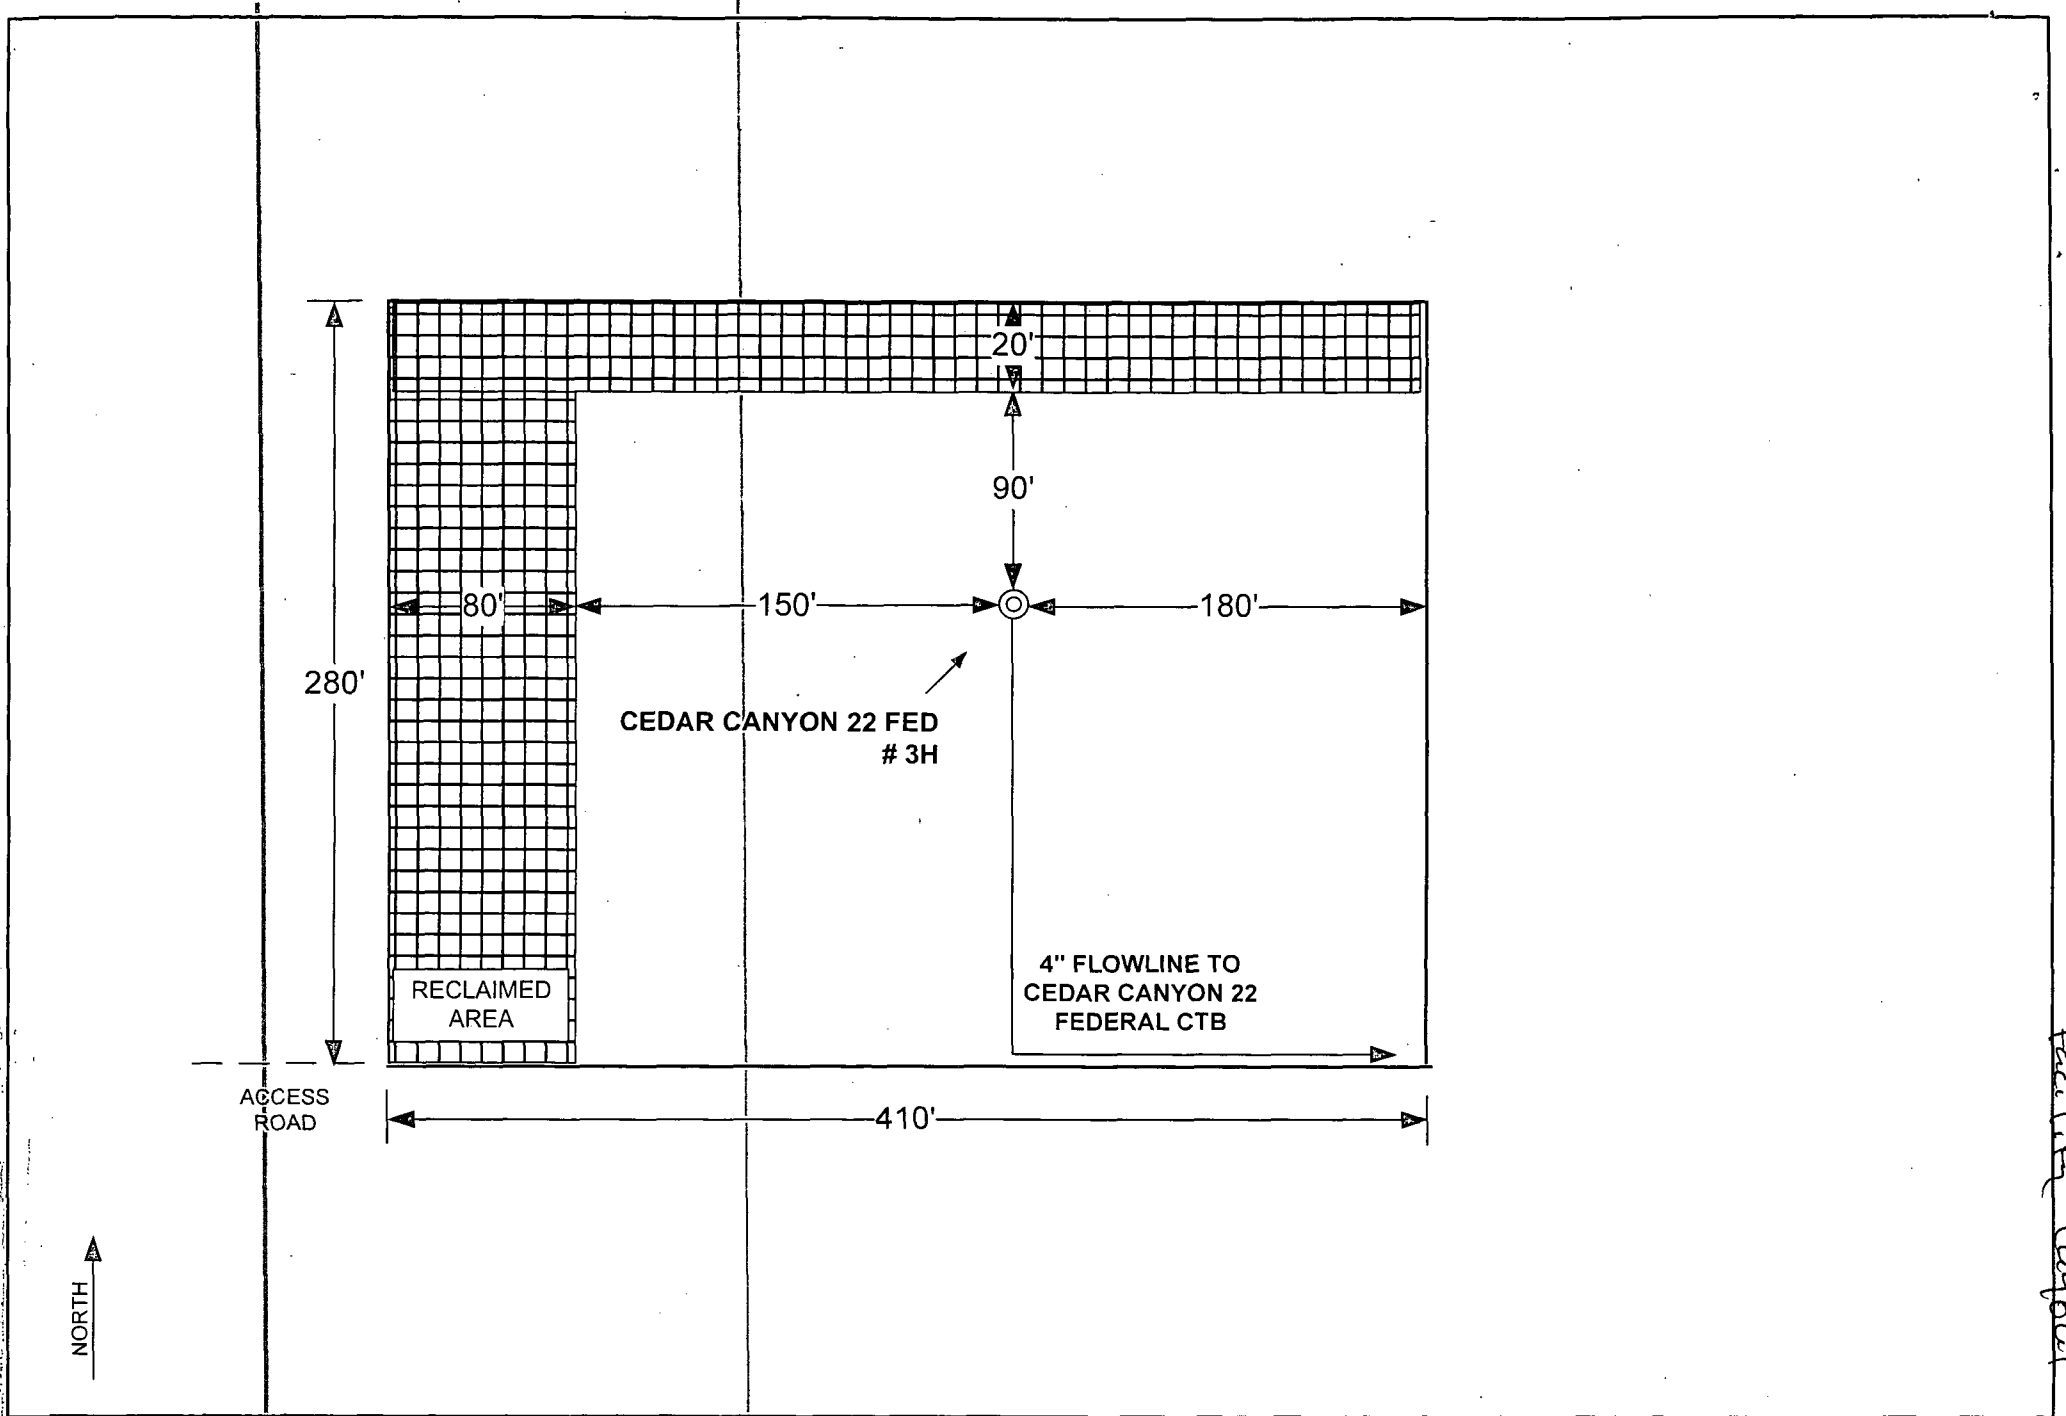 20'
90'
80'
150'
180'
280'
CEDAR CANYON 22 FED
# 3H
4" FLOWLINE TO
CEDAR CANYON 22
FEDERAL CTB
RECLAIMED
AREA
ACCESS
ROAD
410'
NORTH